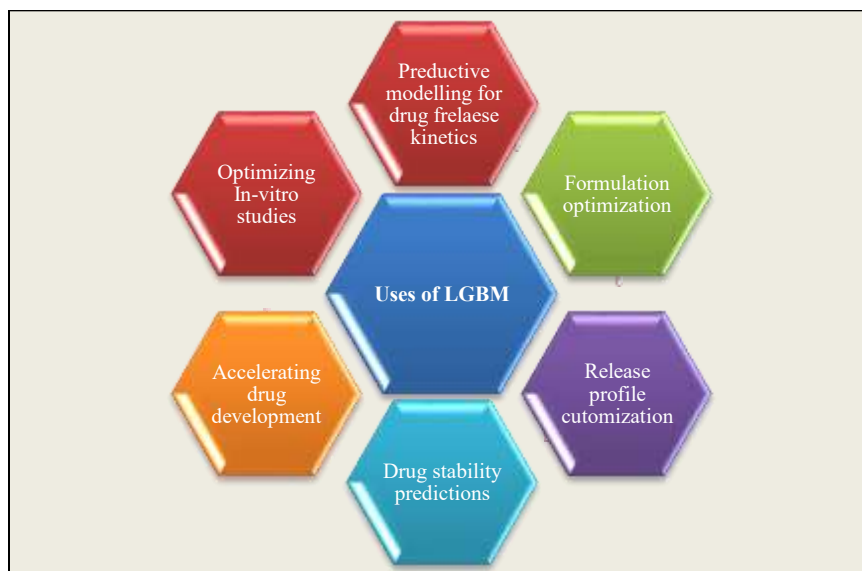 Preductive
modelling for
drug frelaese
kinetics
Optimizing
In-vitro
studies
Formulation
optimization
Uses of LGBM
Accelerating
drug
development
Release
profile
cutomization
Drug stability
predictions